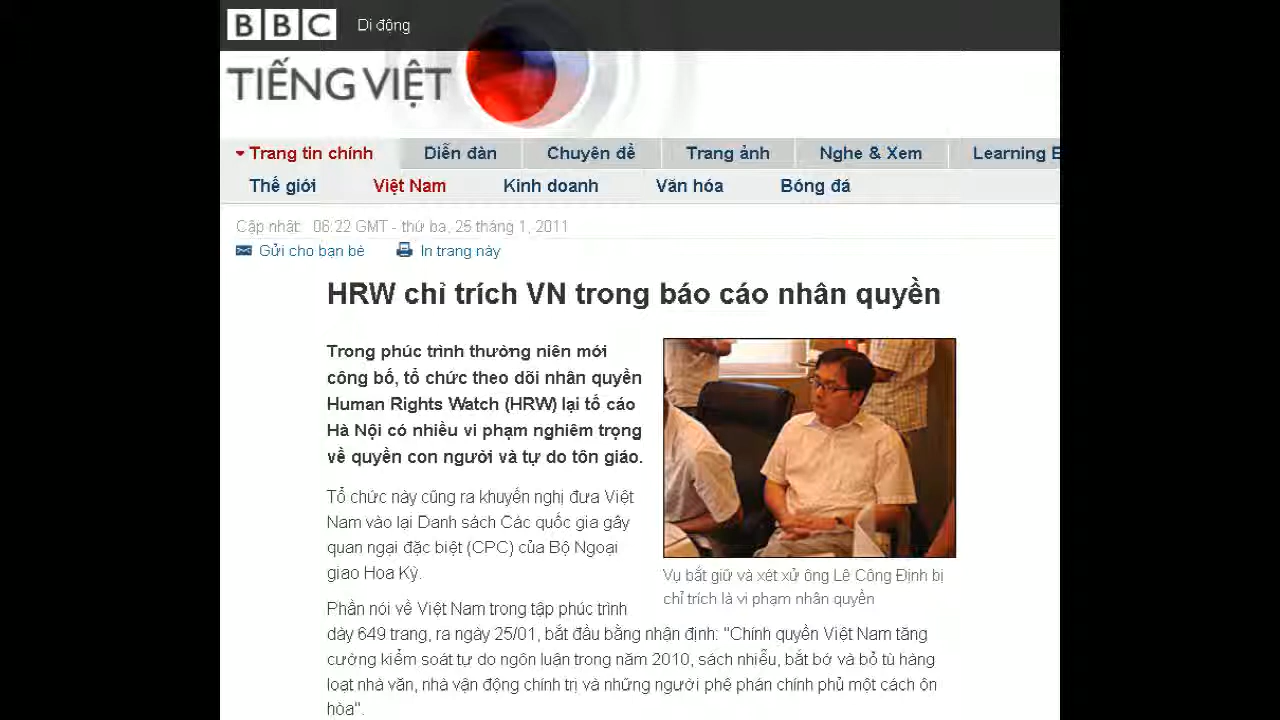 BBC Di động
TIẾNG VIỆT
Trang tin chính Diễn đàn Chuyên đề Trang ảnh Nghe & Xem Learning E
Thế giới Việt Nam Kinh doanh Văn hóa Bóng đá
Cập nhật: 06:22 GMT - thứ ba, 25 tháng 1, 2011
Gửi cho bạn bè In trang này
HRW chỉ trích VN trong báo cáo nhân quyền
Trong phúc trình thường niên mới
công bố, tổ chức theo dõi nhân quyền
Human Rights Watch (HRW) lại tố cáo
Hà Nội có nhiều vi phạm nghiêm trọng
về quyền con người và tự do tôn giáo.
Tổ chức này cũng ra khuyến nghị đưa Việt
Nam vào lại Danh sách Các quốc gia gây
quan ngại đặc biệt (CPC) của Bộ Ngoại
giao Hoa Kỳ.
Vụ bắt giữ và xét xử ông Lê Công Định bị
chỉ trích là vi phạm nhân quyền
Phần nói về Việt Nam trong tập phúc trình
dày 649 trang, ra ngày 25/01, bắt đầu bằng nhận định: "Chính quyền Việt Nam tăng
cường kiểm soát tự do ngôn luận trong năm 2010, sách nhiễu, bắt bớ và bỏ tù hàng
loạt nhà văn, nhà vận động chính trị và những người phê phán chính phủ một cách ôn
hòa".